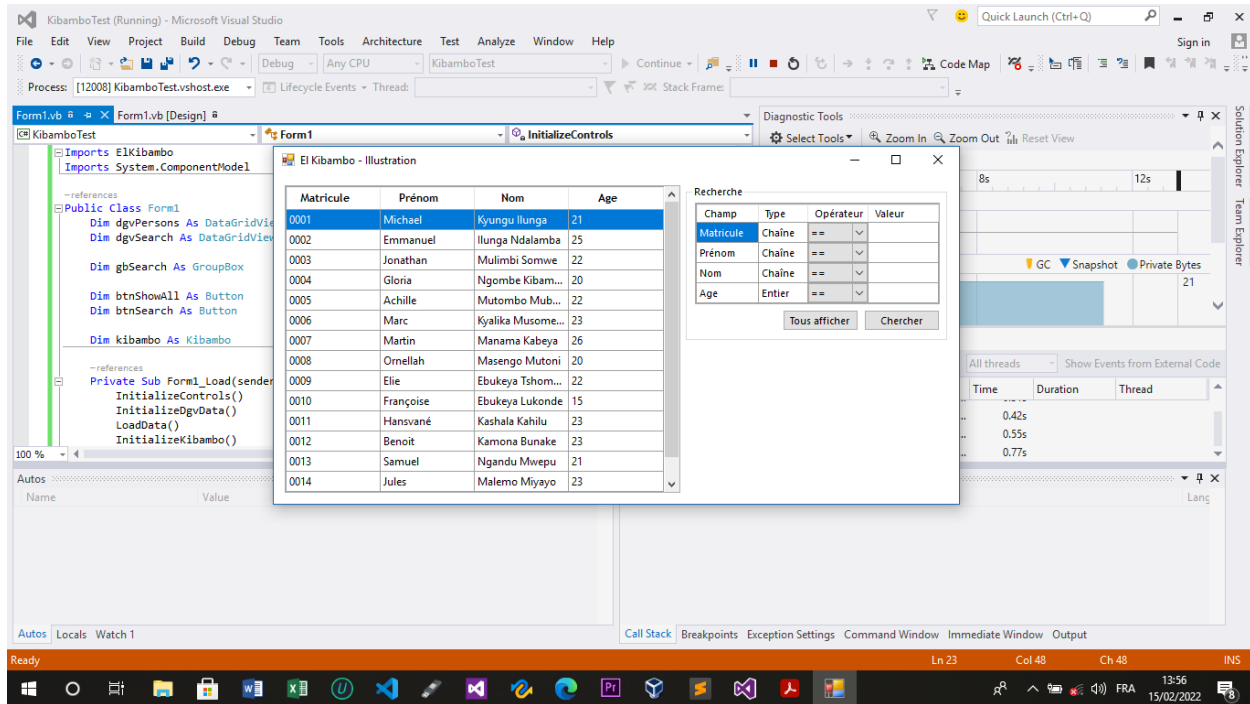 KibamboTest (Running) - Microsoft Visual Studio
Quick Launch (Ctrl+Q)
File Edit View Project Build Debug Team Tools Architecture Test Analyze Window Help
Sign in
Debug Any CPU KibamboTest Continue Code Map
Process: [12008] KibamboTest.vshost.exe Lifecycle Events Thread: Stack Frame:
Form1.vb Form1.vb [Design]
KibamboTest Form1 InitializeControls
Imports ElKibambo
Imports System.ComponentModel
-references
Public Class Form1
Dim dgvPersons As DataGridVie
Dim dgvSearch As DataGridView
Dim gbSearch As GroupBox
Dim btnShowAll As Button
Dim btnSearch As Button
Dim kibambo As Kibambo
-references
Private Sub Form1_Load(sender
InitializeControls()
InitializeDgvData()
LoadData()
InitializeKibambo()
100 %
El Kibambo - Illustration
Matricule Prénom Nom Age
0001 Michael Kyungu Ilunga 21
0002 Emmanuel Ilunga Ndalamba 25
0003 Jonathan Mulimbi Somwe 22
0004 Gloria Ngombe Kibam... 20
0005 Achille Mutombo Mub... 22
0006 Marc Kyalika Musome... 23
0007 Martin Manama Kabeya 26
0008 Ornellah Masengo Mutoni 20
0009 Elie Ebukeya Tshom... 22
0010 Françoise Ebukeya Lukonde 15
0011 Hansvané Kashala Kahilu 23
0012 Benoit Kamona Bunake 23
0013 Samuel Ngandu Mwepu 21
0014 Jules Malemo Miyayo 23
Recherche
Champ Type Opérateur Valeur
Matricule Chaîne ==
Prénom Chaîne ==
Nom Chaîne ==
Age Entier ==
Tous afficher Chercher
Diagnostic Tools
Select Tools Zoom In Zoom Out Reset View
8s 12s
GC Snapshot Private Bytes
21
All threads Show Events from External Code
Time Duration Thread
... 0.42s
... 0.55s
... 0.77s
Solution Explorer
Team Explorer
Autos
Name Value
Lang
Autos Locals Watch 1
Call Stack Breakpoints Exception Settings Command Window Immediate Window Output
Ready Ln 23 Col 48 Ch 48 INS
Pr
FRA
13:56
15/02/2022
8